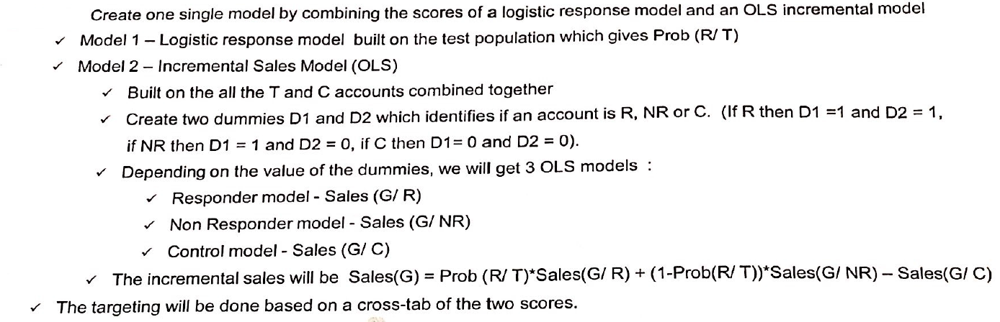 Create one single model by combining the scores of a logistic response model and an OLS incremental model
✓ Model 1 – Logistic response model built on the test population which gives Prob (R/ T)
✓ Model 2 – Incremental Sales Model (OLS)
✓ Built on the all the T and C accounts combined together
✓ Create two dummies D1 and D2 which identifies if an account is R, NR or C. (If R then D1 =1 and D2 = 1,
if NR then D1 = 1 and D2 = 0, if C then D1= 0 and D2 = 0).
✓ Depending on the value of the dummies, we will get 3 OLS models :
✓ Responder model - Sales (G/ R)
✓ Non Responder model - Sales (G/ NR)
✓ Control model - Sales (G/ C)
✓ The incremental sales will be Sales(G) = Prob (R/ T)*Sales(G/ R) + (1-Prob(R/ T))*Sales(G/ NR) – Sales(G/ C)
✓ The targeting will be done based on a cross-tab of the two scores.